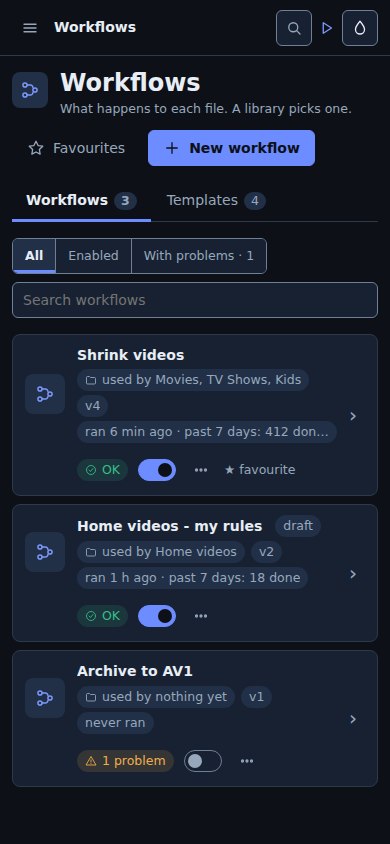 Workflows
Workflows
What happens to each file. A library picks one.
Favourites
New workflow
Workflows 3
Templates 4
All
Enabled
With problems · 1
Search workflows
Shrink videos
used by Movies, TV Shows, Kids
v4
ran 6 min ago · past 7 days: 412 don...
OK
★ favourite
Home videos - my rules
draft
used by Home videos
v2
ran 1 h ago · past 7 days: 18 done
OK
Archive to AV1
used by nothing yet
v1
never ran
1 problem